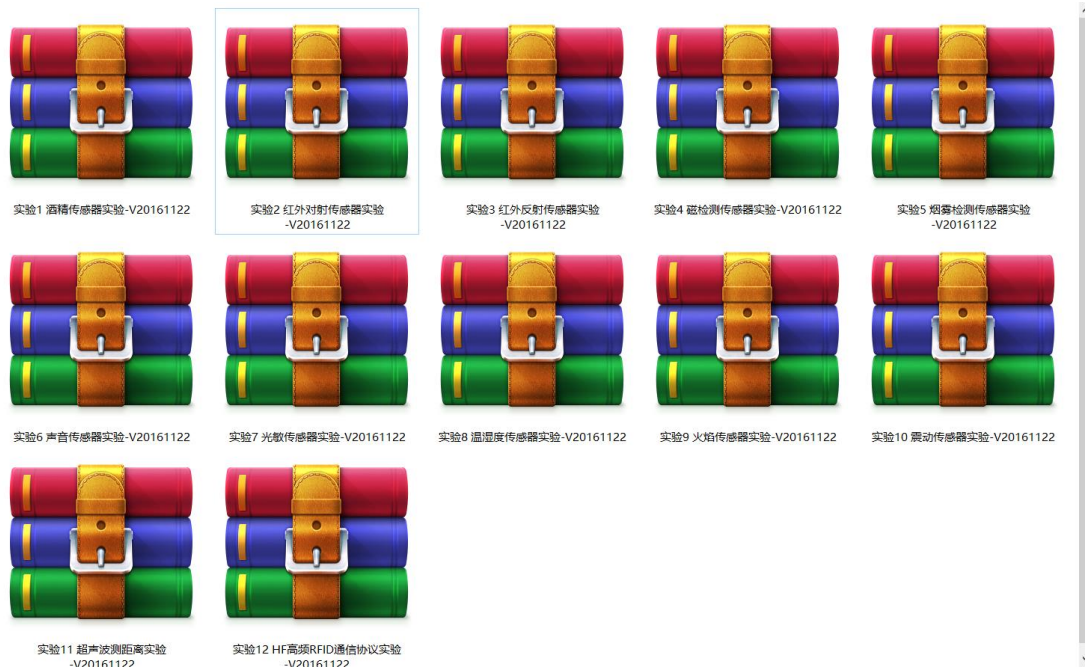 实验1 酒精传感器实验-V20161122
实验2 红外对射传感器实验
-V20161122
实验3 红外反射传感器实验
-V20161122
实验4 磁检测传感器实验-V20161122
实验5 烟雾检测传感器实验
-V20161122
实验6 声音传感器实验-V20161122
实验7 光敏传感器实验-V20161122
实验8 温湿度传感器实验-V20161122
实验9 火焰传感器实验-V20161122
实验10 震动传感器实验-V20161122
实验11 超声波测距离实验
-V20161122
实验12 HF高频RFID通信协议实验
-V20161122